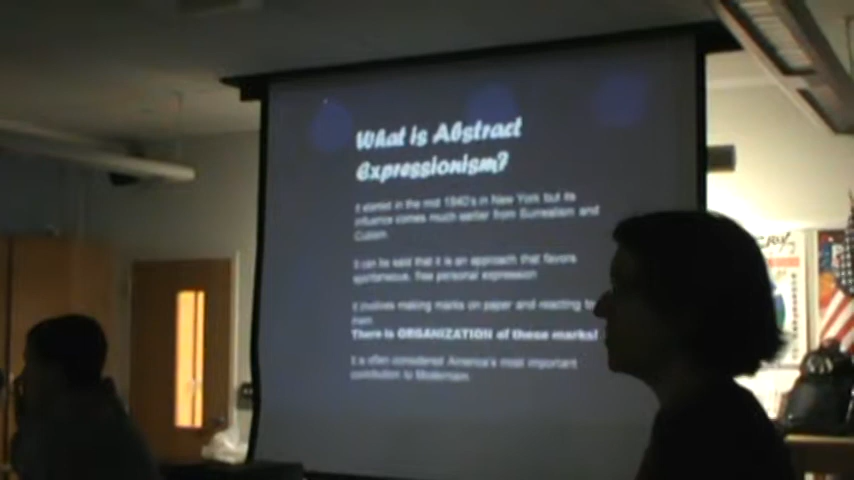 What is Abstract
Expressionism?
It started in the mid 1940's in New York but its
influence comes much earlier from Surrealism and
Cubism
It can be said that it is an approach that favors
spontaneous, free personal expression
It involves making marks on paper and reacting to
them
There is ORGANIZATION of these marks!
It is often considered America's most important
contribution to Modernism.